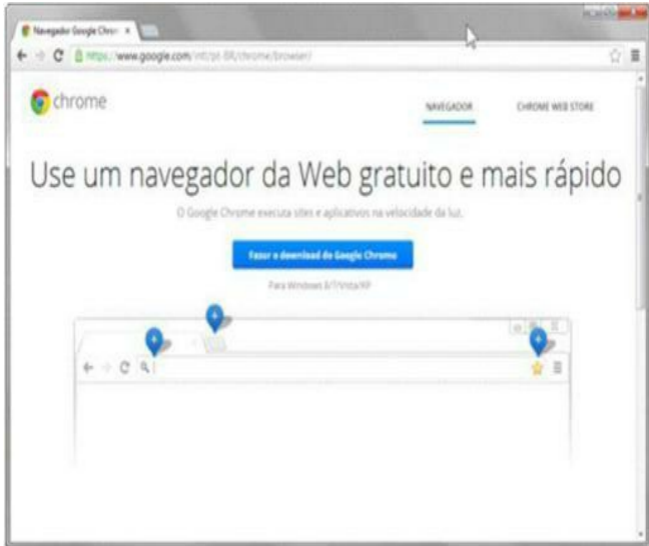 Navegador Google Chro
https://www.google.com/intl/pt-BR/chrome/browser/
chrome
NAVEGADOR
CHROME WEB STORE
Use um navegador da Web gratuito e mais rápido
O Google Chrome executa sites e aplicativos na velocidade da luz.
Fazer o download do Google Chrome
Para Windows 8/7/Vista/XP